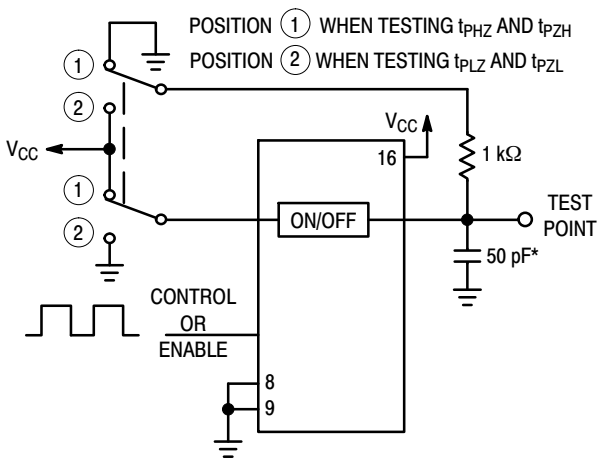 POSITION 1 WHEN TESTING tPHZ AND tPZH
POSITION 2 WHEN TESTING tPLZ AND tPZL
1
2
VCC
1
2
VCC
16
1 kΩ
TEST
POINT
ON/OFF
50 pF*
CONTROL
OR
ENABLE
8
9